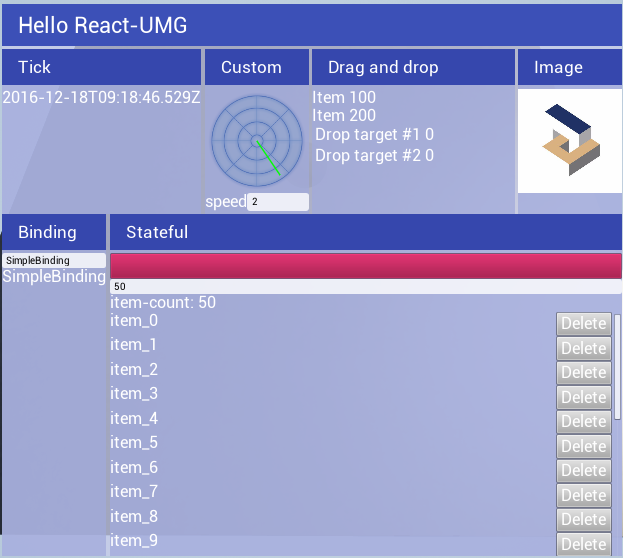 Hello React-UMG
Tick
Custom
Drag and drop
Image
2016-12-18T09:18:46.529Z
speed 2
Item 100
Item 200
Drop target #1 0
Drop target #2 0
Binding
Stateful
SimpleBinding
SimpleBinding
50
item-count: 50
item_0 Delete
item_1 Delete
item_2 Delete
item_3 Delete
item_4 Delete
item_5 Delete
item_6 Delete
item_7 Delete
item_8 Delete
item_9 Delete